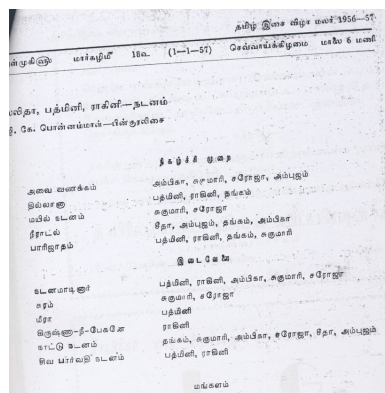 தமிழ் இசை விழா மலர் 1956—57
மார்கழிமீ 18உ (1—1—57) செவ்வாய்க்கிழமை மாலை 6 மணி
லிதா, பத்மினி, ராகினி—நடனம்
கே. பொன்னம்மாள்—பின்குரலிசை
நிகழ்ச்சி முறை
அவை வணக்கம் அம்பிகா, சுகுமாரி, சரோஜா, அம்புஜம்
தில்லானா பத்மினி, ராகினி, தங்கம்
மயில் நடனம் சுகுமாரி, சரோஜா
நீராட்டல் சீதா, அம்புஜம், தங்கம், அம்பிகா
பாரிஜாதம் பத்மினி, ராகினி, தங்கம், சுகுமாரி
இடைவேளை
நடனமாடினார் பத்மினி, ராகினி, அம்பிகா, சுகுமாரி, சரோஜா
சுரம் சுகுமாரி, சரோஜா
மீரா பத்மினி
கிருஷ்ணா-நீ-பேகனே ராகினி
காட்டு நடனம் தங்கம், சுகுமாரி, அம்பிகா, சரோஜா, சீதா, அம்புஜம்
சிவ பார்வதி நடனம் பத்மினி, ராகினி
மங்களம்